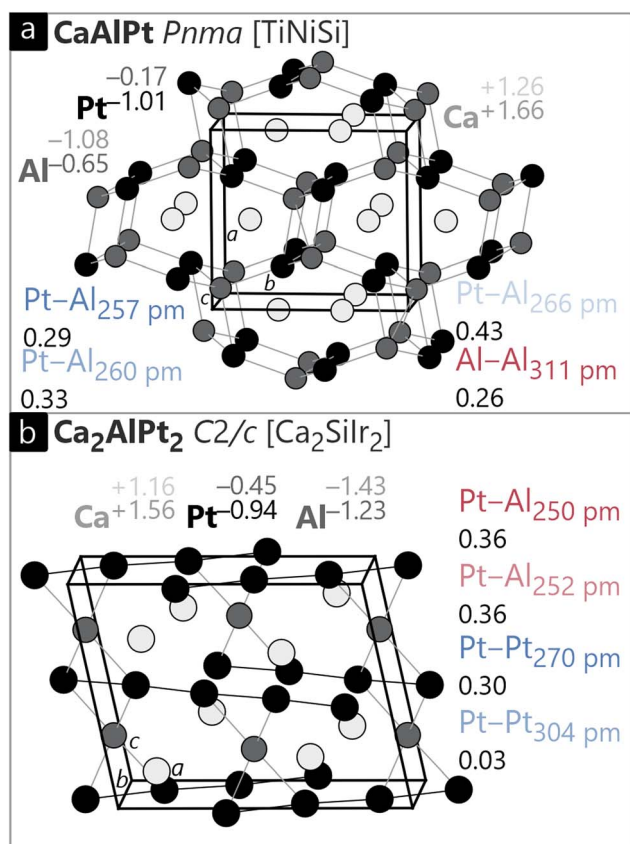 a CaAlPt Pnma [TiNiSi]
−0.17
Pt−1.01
+1.26
Ca+1.66
−1.08
Al−0.65
a
b
c
Pt–Al257 pm
0.29
Pt–Al260 pm
0.33
Pt–Al266 pm
0.43
Al–Al311 pm
0.26
b Ca2AlPt2 C2/c [Ca2SiIr2]
+1.16
Ca+1.56
−0.45
Pt−0.94
−1.43
Al−1.23
Pt–Al250 pm
0.36
Pt–Al252 pm
0.36
Pt–Pt270 pm
0.30
Pt–Pt304 pm
0.03
c
b
a